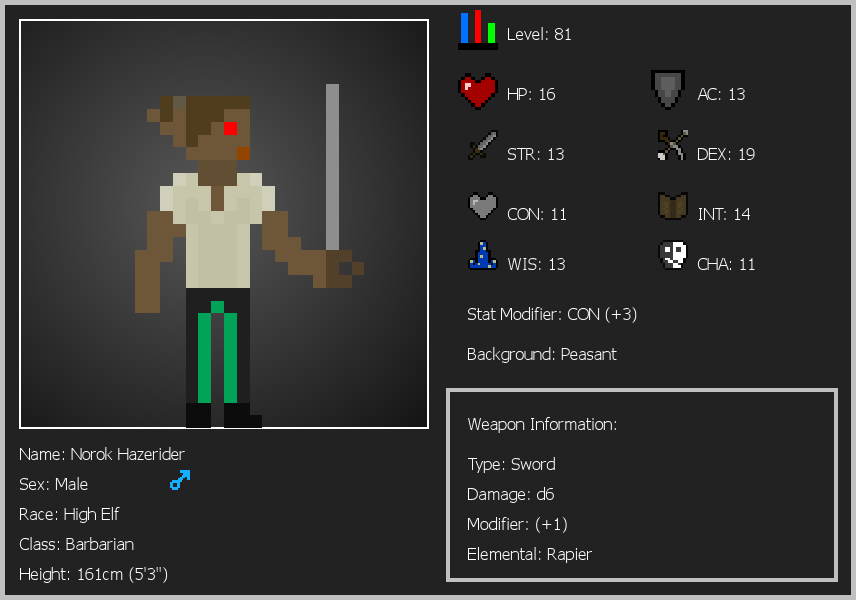 Level: 81
HP: 16
AC: 13
STR: 13
DEX: 19
CON: 11
INT: 14
WIS: 13
CHA: 11
Stat Modifier: CON (+3)
Background: Peasant
Weapon Information:
Type: Sword
Damage: d6
Modifier: (+1)
Elemental: Rapier
Name: Norok Hazerider
Sex: Male
Race: High Elf
Class: Barbarian
Height: 161cm (5'3")